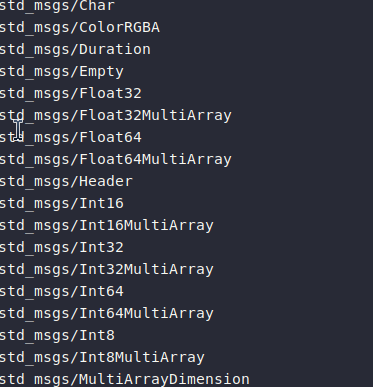 std_msgs/Char
std_msgs/ColorRGBA
std_msgs/Duration
std_msgs/Empty
std_msgs/Float32
std_msgs/Float32MultiArray
std_msgs/Float64
std_msgs/Float64MultiArray
std_msgs/Header
std_msgs/Int16
std_msgs/Int16MultiArray
std_msgs/Int32
std_msgs/Int32MultiArray
std_msgs/Int64
std_msgs/Int64MultiArray
std_msgs/Int8
std_msgs/Int8MultiArray
std_msgs/MultiArrayDimension